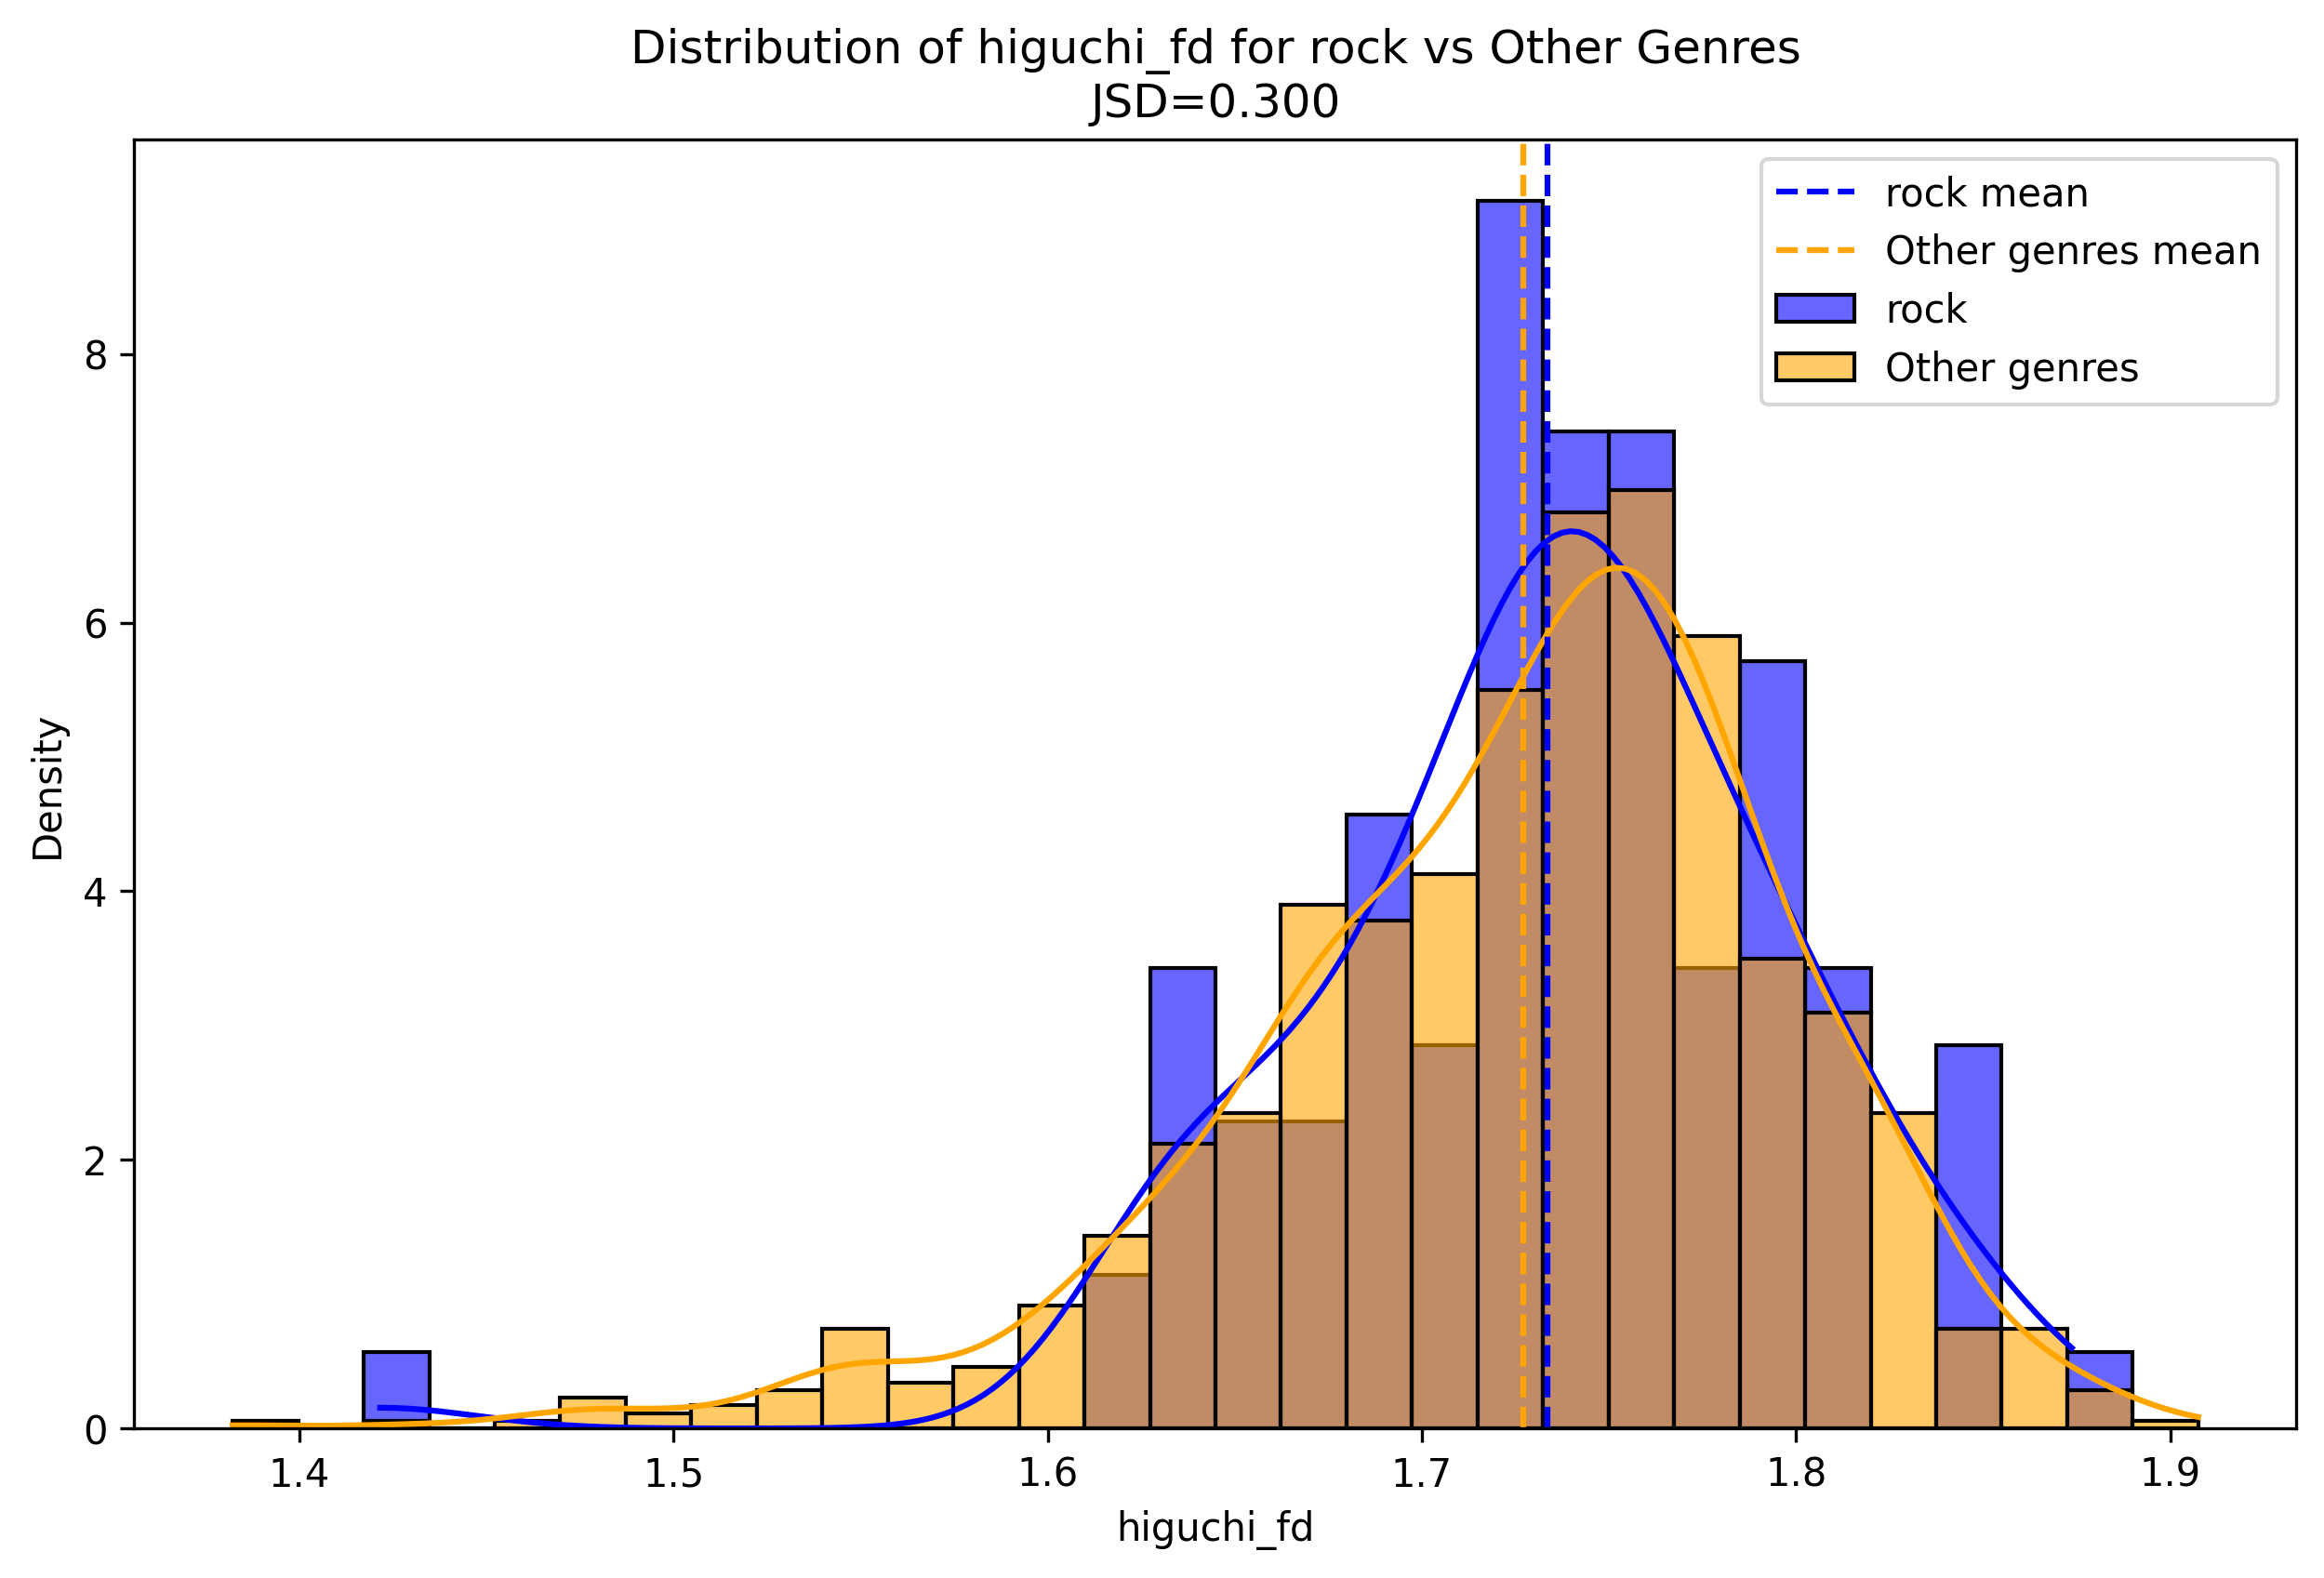 Distribution of higuchi_fd for rock vs Other Genres
JSD=0.300
rock mean
Other genres mean
rock
Other genres
Density
8
6
4
2
0
1.4
1.5
1.6
1.7
1.8
1.9
higuchi_fd